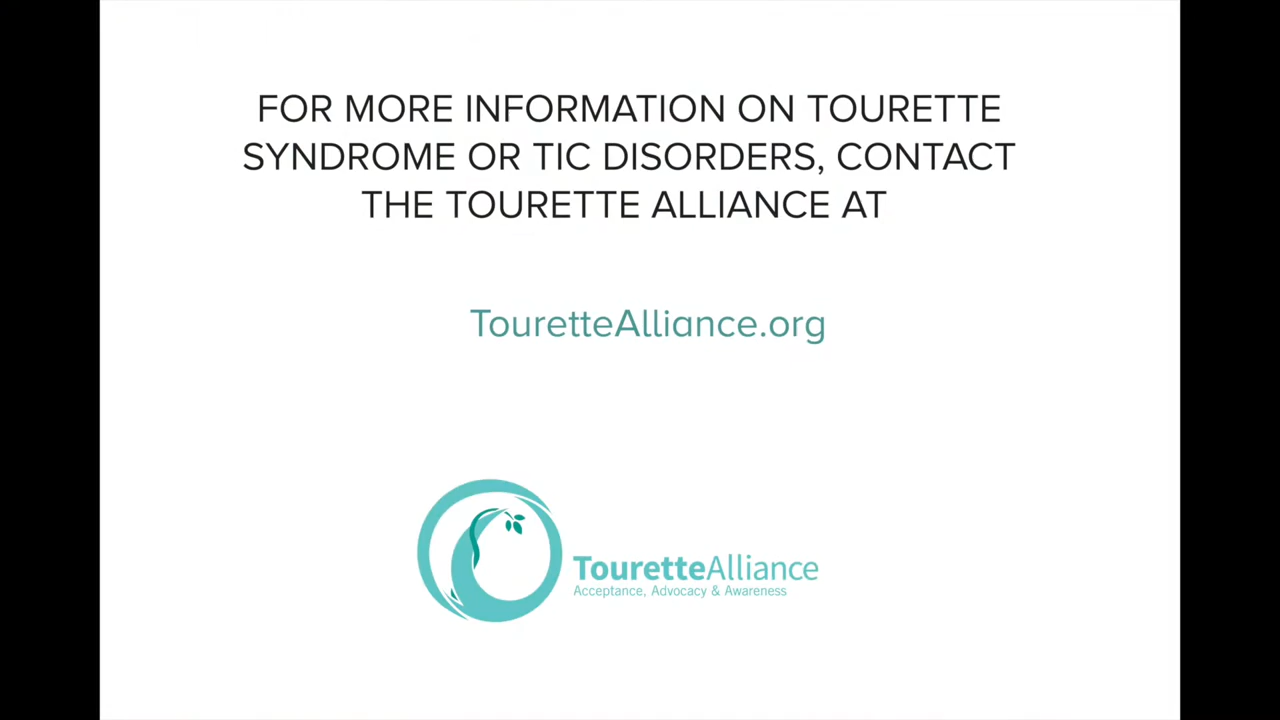 FOR MORE INFORMATION ON TOURETTE
SYNDROME OR TIC DISORDERS, CONTACT
THE TOURETTE ALLIANCE AT
TouretteAlliance.org
TouretteAlliance
Acceptance, Advocacy & Awareness